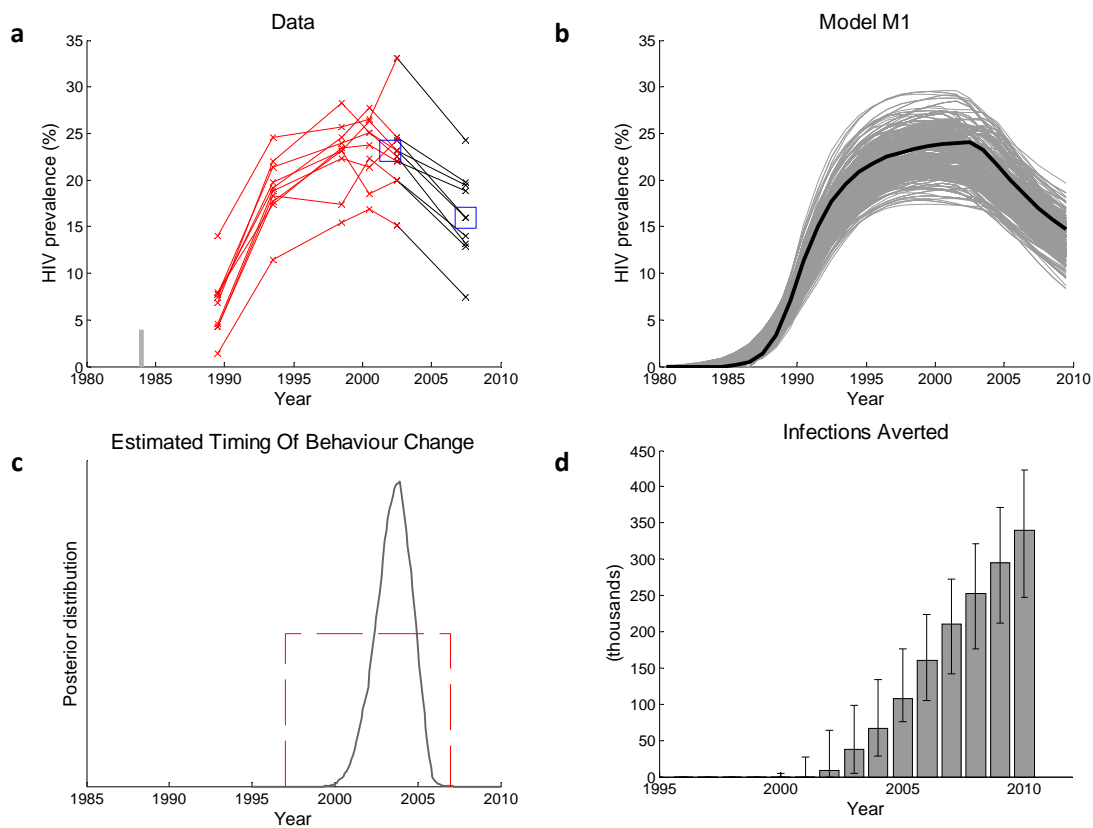 a
Data
HIV prevalence (%)
35
30
25
20
15
10
5
0
1980 1985 1990 1995 2000 2005 2010
Year
b
Model M1
HIV prevalence (%)
35
30
25
20
15
10
5
0
1980 1985 1990 1995 2000 2005 2010
Year
c
Estimated Timing Of Behaviour Change
Posterior distribution
1985 1990 1995 2000 2005 2010
Year
d
Infections Averted
(thousands)
450
400
350
300
250
200
150
100
50
0
1995 2000 2005 2010
Year